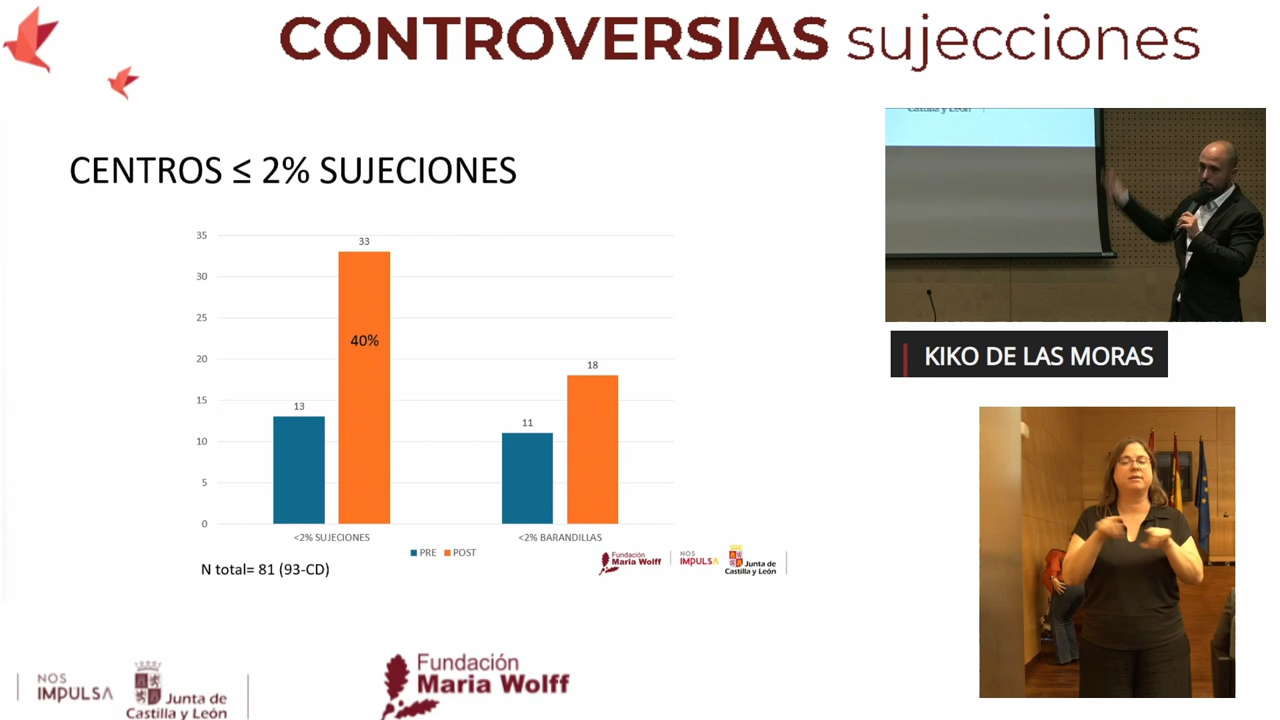 CONTROVERSIAS sujecciones
Castilla y León
CENTROS ≤ 2% SUJECIONES
35
30
25
20
15
10
5
0
13
33
40%
11
18
<2% SUJECIONES
<2% BARANDILLAS
PRE
POST
N total= 81 (93-CD)
Fundación
Maria Wolff
NOS
IMPULSA
Junta de
Castilla y León
KIKO DE LAS MORAS
NOS
IMPULSA
Junta de
Castilla y León
Fundación
Maria Wolff